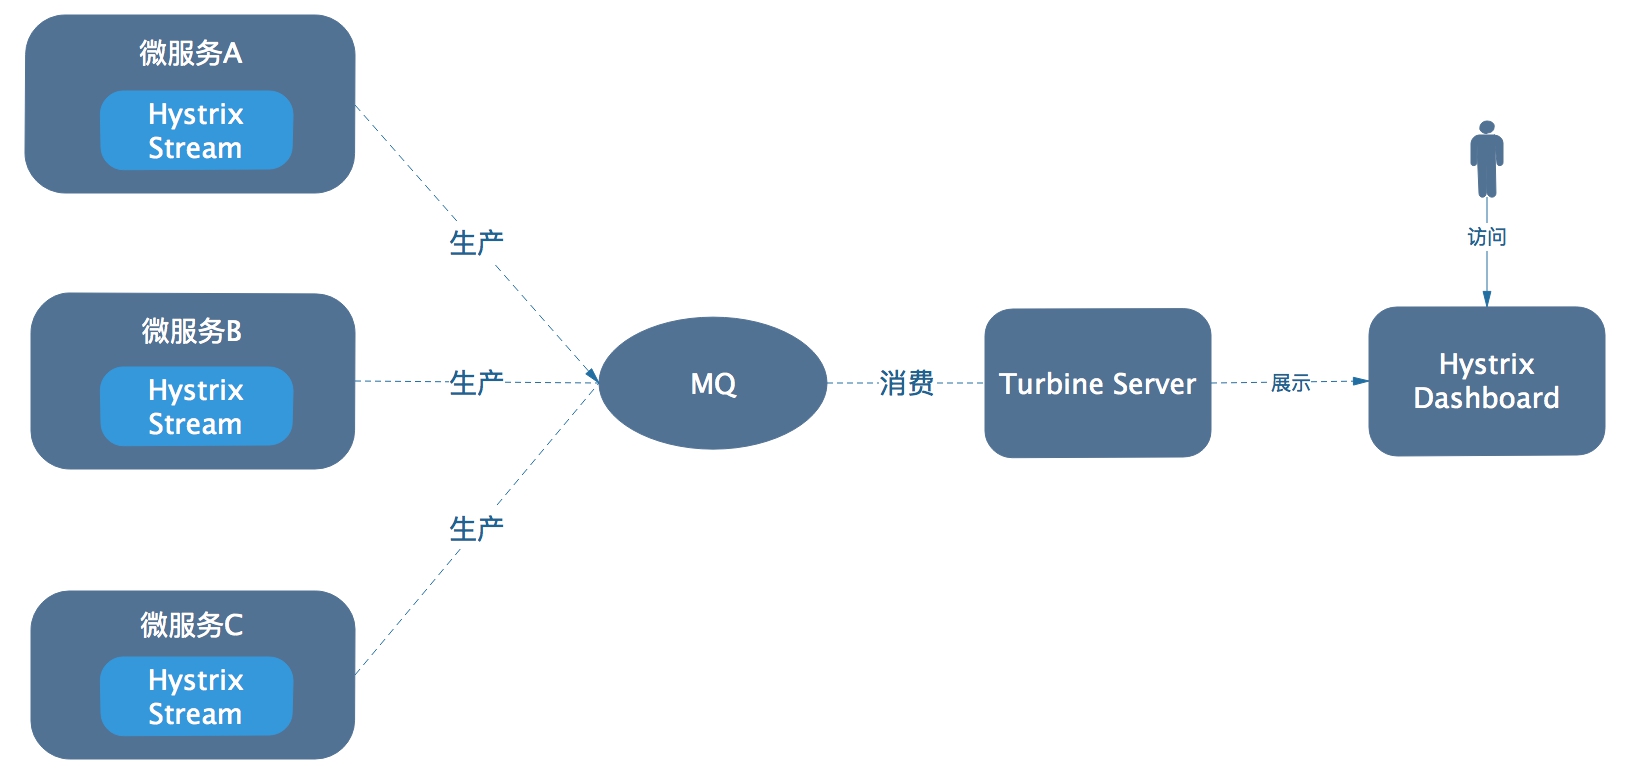 微服务A
Hystrix
Stream
生产
微服务B
Hystrix
Stream
生产
微服务C
Hystrix
Stream
生产
MQ
消费
Turbine Server
展示
访问
Hystrix
Dashboard